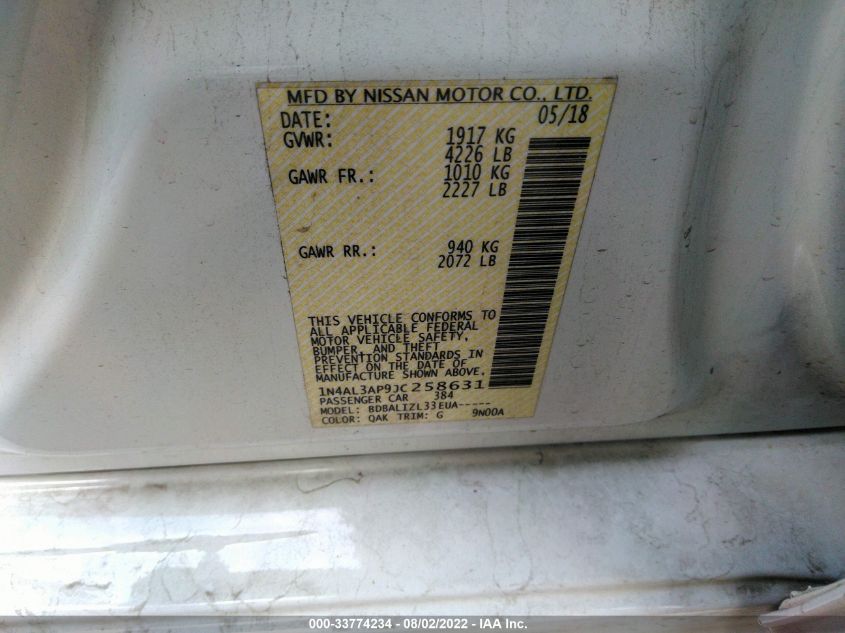 MFD BY NISSAN MOTOR CO., LTD.
DATE: 05/18
GVWR: 1917 KG
4226 LB
GAWR FR.: 1010 KG
2227 LB
GAWR RR.: 940 KG
2072 LB
THIS VEHICLE CONFORMS TO
ALL APPLICABLE FEDERAL
MOTOR VEHICLE SAFETY,
BUMPER, AND THEFT
PREVENTION STANDARDS IN
EFFECT ON THE DATE OF
MANUFACTURE SHOWN ABOVE.
1N4AL3AP9JC258631
PASSENGER CAR 384
MODEL: BDBALIZL33EUA-----
COLOR: QAK TRIM: G 9N00A
000-33774234 - 08/02/2022 - IAA Inc.